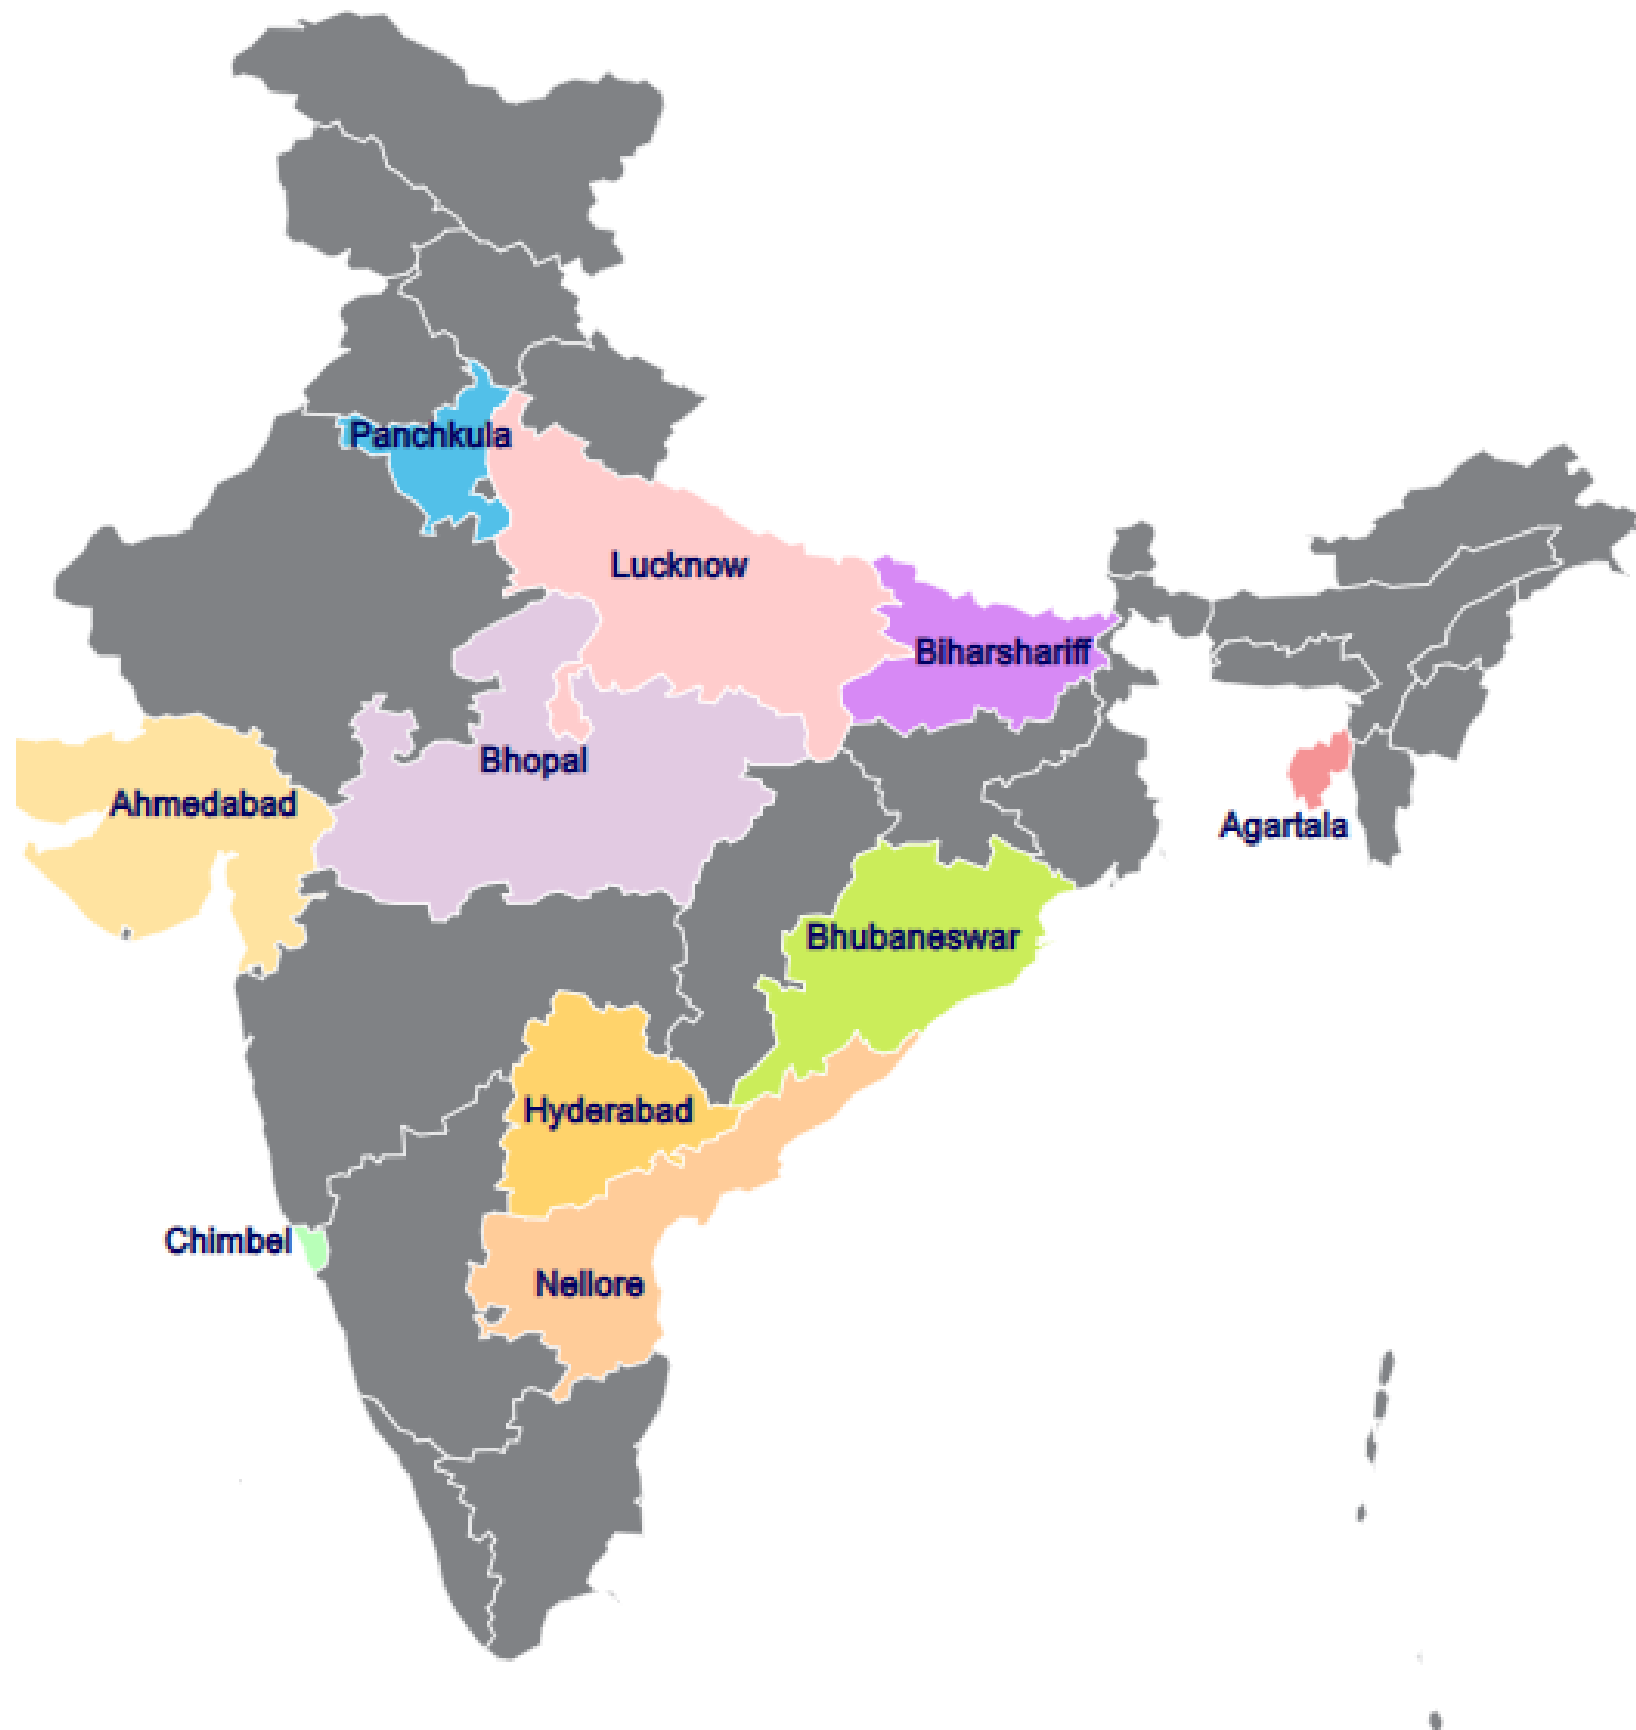 Panchkula
Lucknow
Biharshariff
Bhopal
Ahmedabad
Agartala
Bhubaneswar
Hyderabad
Chimbel
Nellore